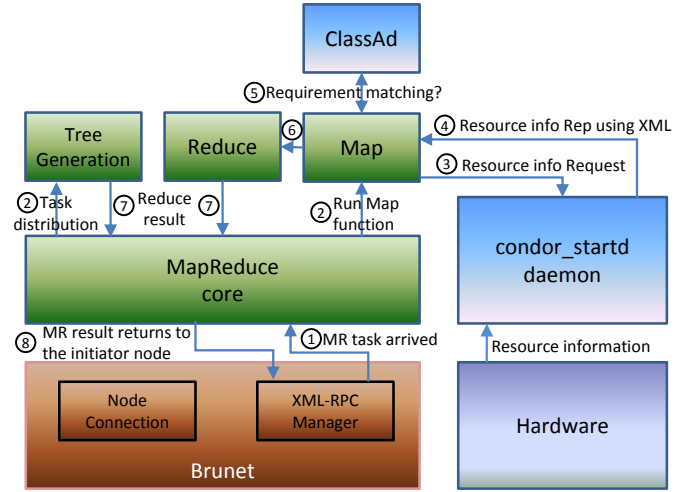 ClassAd
⑤ Requirement matching?
Tree
Generation
Reduce
⑥
Map
④ Resource info Rep using XML
③ Resource info Request
② Task
distribution
⑦ Reduce
result
⑦
② Run Map
function
MapReduce
core
condor_startd
daemon
⑧ MR result returns to
the initiator node
① MR task arrived
Resource information
Node
Connection
XML-RPC
Manager
Brunet
Hardware